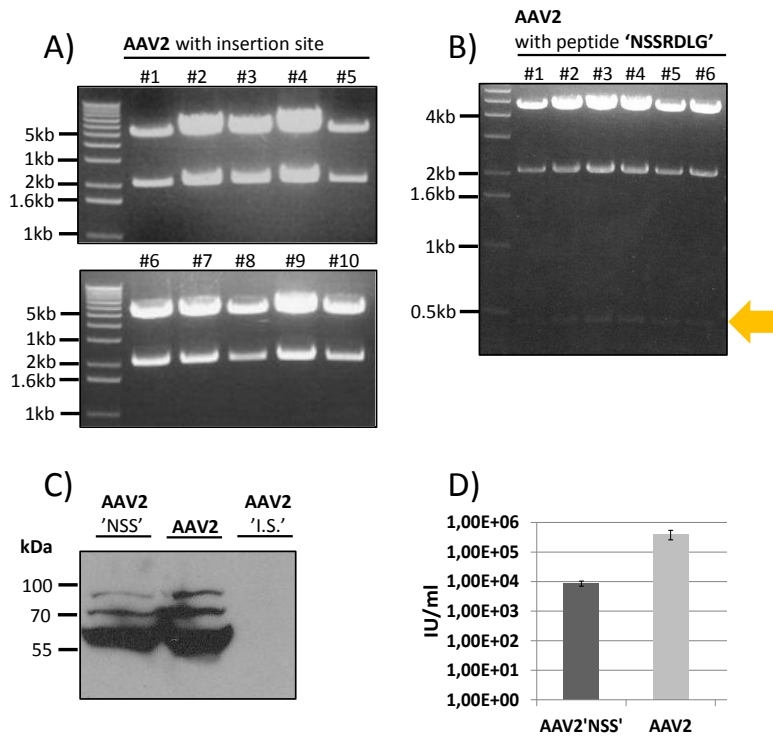 A)
AAV2 with insertion site
#1 #2 #3 #4 #5
5kb
1kb
2kb
1.6kb
1kb
#6 #7 #8 #9 #10
5kb
1kb
2kb
1.6kb
1kb
B)
AAV2
with peptide ‘NSSRDLG’
#1 #2 #3 #4 #5 #6
4kb
2kb
1.6kb
1kb
0.5kb
C)
AAV2 AAV2 AAV2
’NSS’ ’I.S.’
kDa
100
70
55
D)
1,00E+06
1,00E+05
1,00E+04
1,00E+03
1,00E+02
1,00E+01
1,00E+00
IU/ml
AAV2'NSS' AAV2